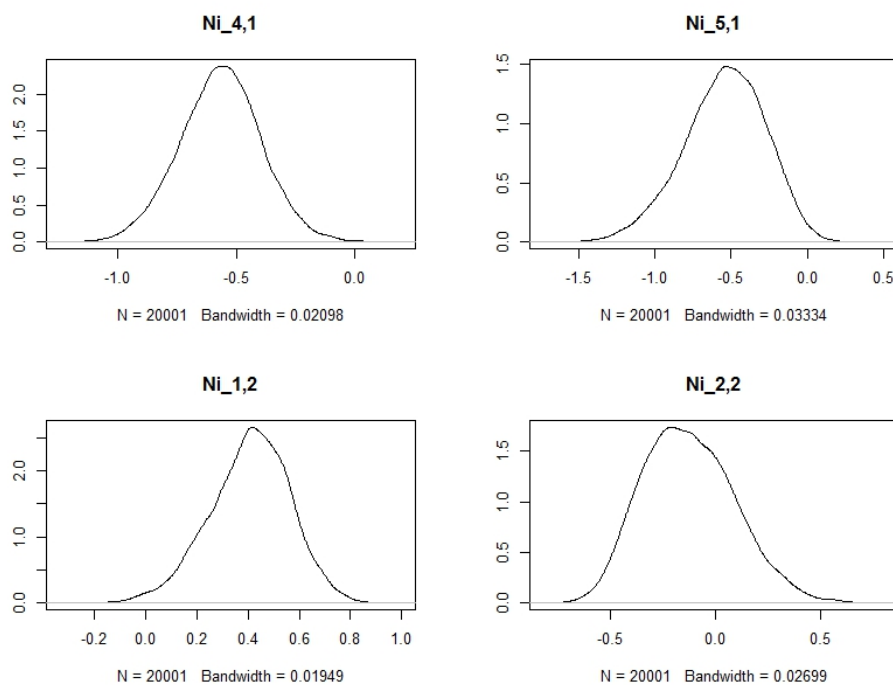 Ni_4,1
2.0
1.5
1.0
0.5
0.0
-1.0 -0.5 0.0
N = 20001 Bandwidth = 0.02098
Ni_5,1
1.5
1.0
0.5
0.0
-1.5 -1.0 -0.5 0.0 0.5
N = 20001 Bandwidth = 0.03334
Ni_1,2
2.0
1.0
0.0
-0.2 0.0 0.2 0.4 0.6 0.8 1.0
N = 20001 Bandwidth = 0.01949
Ni_2,2
1.5
1.0
0.5
0.0
-0.5 0.0 0.5
N = 20001 Bandwidth = 0.02699